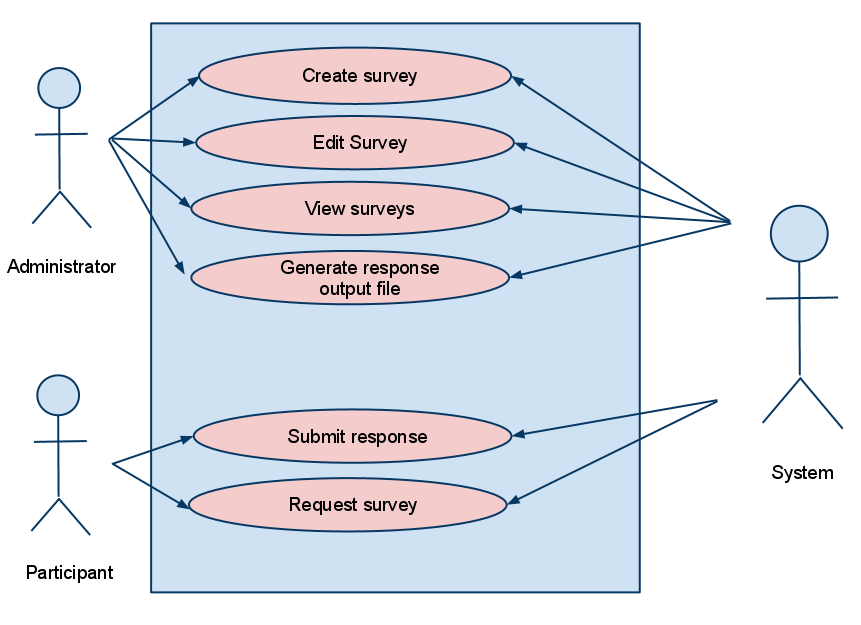 Create survey
Edit Survey
View surveys
Generate response
output file
Administrator
Submit response
Request survey
System
Participant